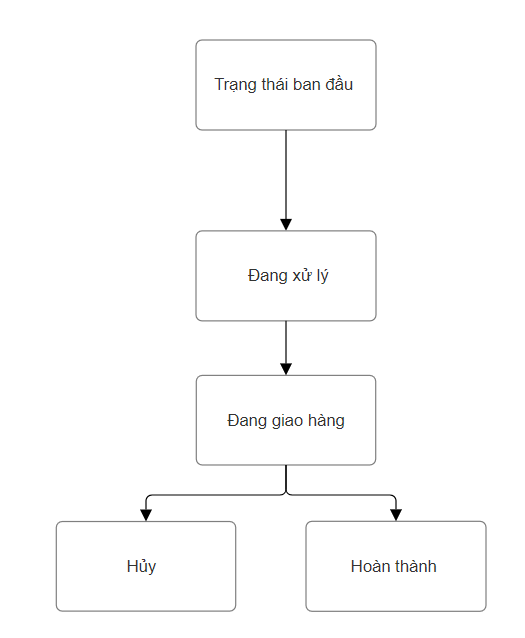 Trạng thái ban đầu
Đang xử lý
Đang giao hàng
Hủy
Hoàn thành